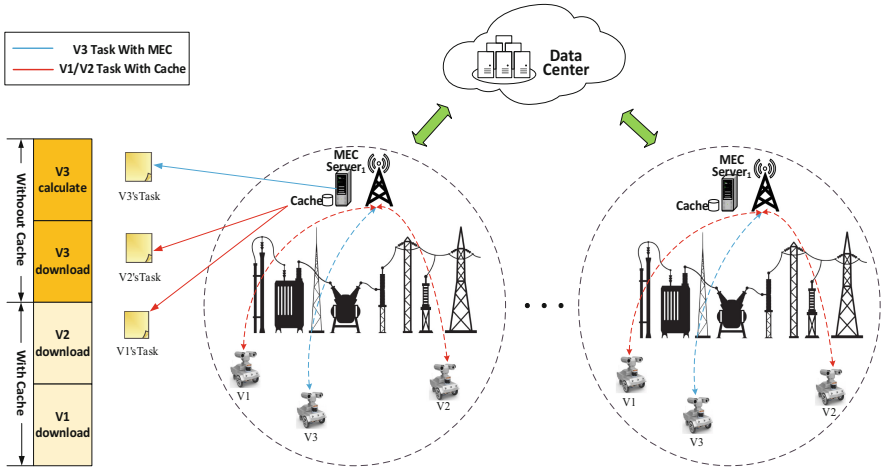 V3 Task With MEC
V1/V2 Task With Cache
Data
Center
Withoout Cache
With Cache
V3
calculate
V3
download
V2
download
V1
download
V3'sTask
V2'sTask
V1'sTask
MEC
Server1
Cache
V1
V2
V3
MEC
Server1
Cache
V1
V2
V3